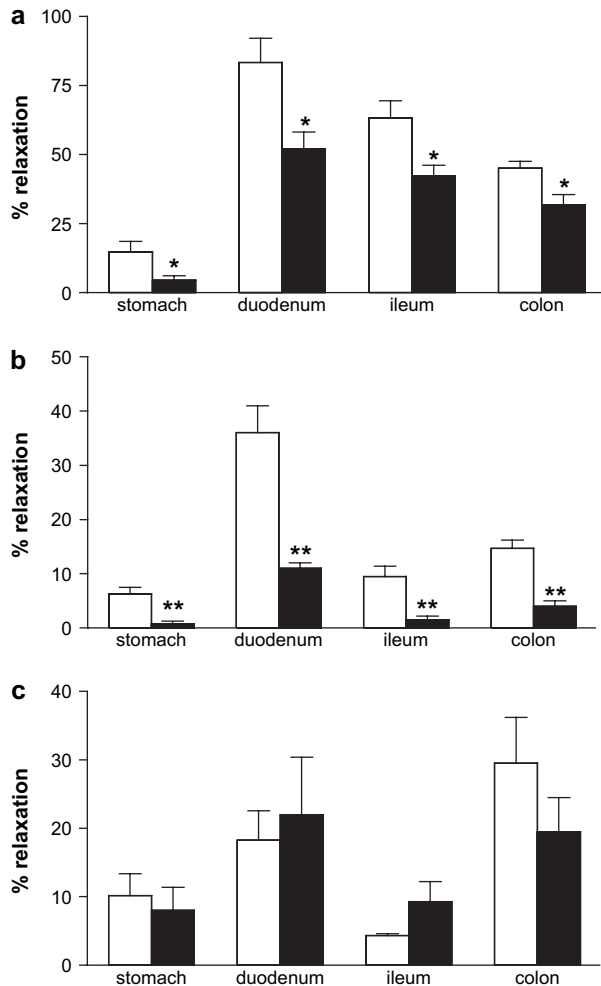 a
100
75
50
25
0
% relaxation
*
*
*
*
stomach duodenum ileum colon
b
50
40
30
20
10
0
% relaxation
**
**
**
**
stomach duodenum ileum colon
c
40
30
20
10
0
% relaxation
stomach duodenum ileum colon